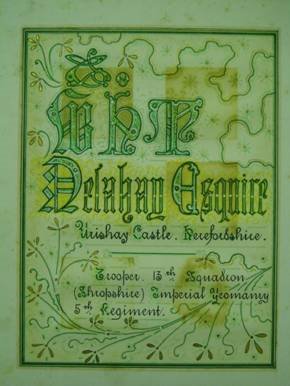 Delahay Esquire
Urishay Castle. Herefordshire.
Trooper. 13th Squadron
(Shropshire) Imperial Yeomanry
5th Regiment.